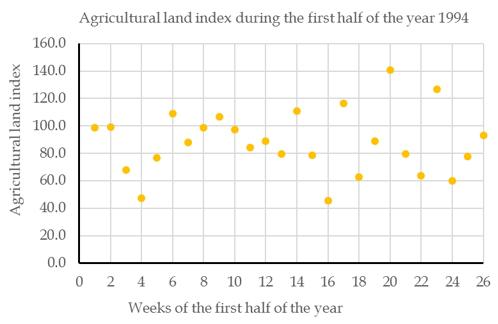 Agricultural land index during the first half of the year 1994
160.0
140.0
120.0
100.0
80.0
60.0
40.0
20.0
0.0
Agricultural land index
0 2 4 6 8 10 12 14 16 18 20 22 24 26
Weeks of the first half of the year